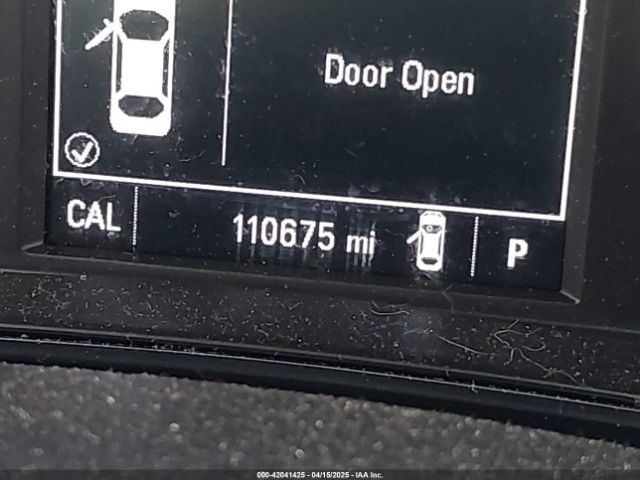 Door Open
CAL 110675 mi P
000-42041425 - 04/15/2025 - IAA Inc.